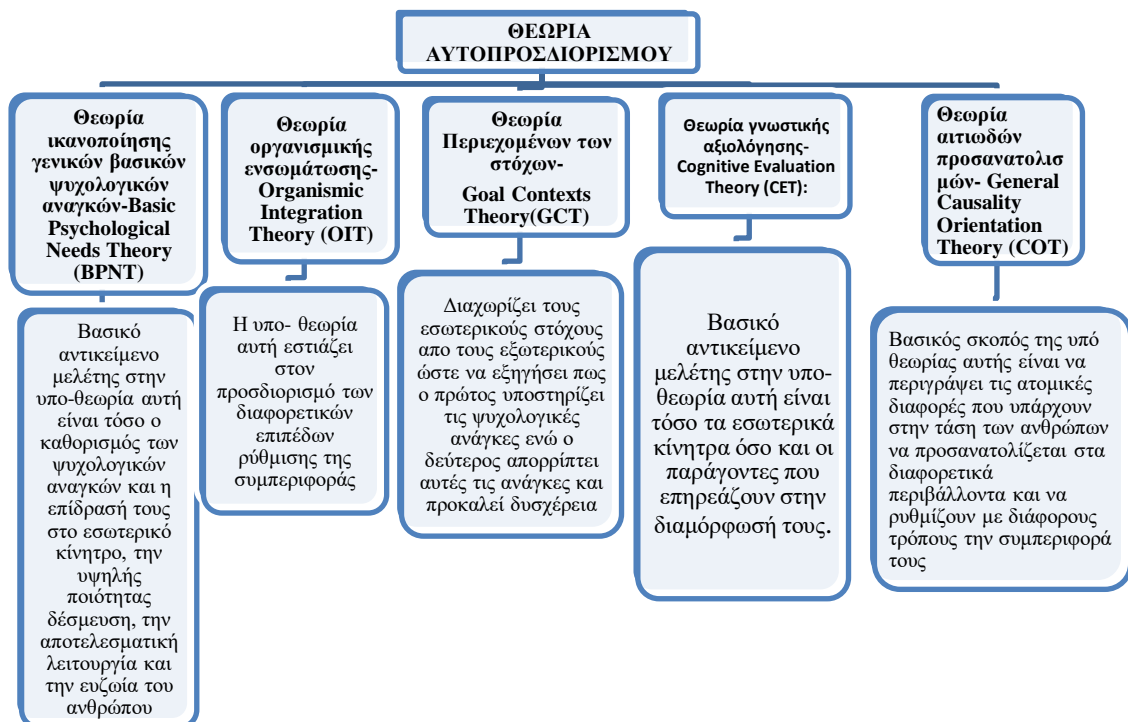 ΘΕΩΡΙΑ
ΑΥΤΟΠΡΟΣΔΙΟΡΙΣΜΟΥ
Θεωρία
ικανοποίησης
γενικών βασικών
ψυχολογικών
αναγκών-Basic
Psychological
Needs Theory
(BPNT)
Βασικό
αντικείμενο
μελέτης στην
υπο-θεωρία αυτή
είναι τόσο ο
καθορισμός των
ψυχολογικών
αναγκών και η
επίδρασή τους
στο εσωτερικό
κίνητρο, την
υψηλής
ποιότητας
δέσμευση, την
αποτελεσματική
λειτουργία και
την ευζωία του
ανθρώπου
Θεωρία
οργανισμικής
ενσωμάτωσης-
Organismic
Integration
Theory (OIT)
Η υπο- θεωρία
αυτή εστιάζει
στον
προσδιορισμό των
διαφορετικών
επιπέδων
ρύθμισης της
συμπεριφοράς
Θεωρία
Περιεχομένων των
στόχων-
Goal Contexts
Theory(GCT)
Διαχωρίζει τους
εσωτερικούς στόχους
απο τους εξωτερικούς
ώστε να εξηγήσει πως
ο πρώτος υποστηρίζει
τις ψυχολογικές
ανάγκες ενώ ο
δεύτερος απορρίπτει
αυτές τις ανάγκες και
προκαλεί δυσχέρεια
Θεωρία γνωστικής
αξιολόγησης-
Cognitive Evaluation
Theory (CET):
Βασικό
αντικείμενο
μελέτης στην υπο-
θεωρία αυτή είναι
τόσο τα εσωτερικά
κίνητρα όσο και οι
παράγοντες που
επηρεάζουν στην
διαμόρφωσή τους.
Θεωρία
αιτιωδών
προσανατολισ
μών- General
Causality
Orientation
Theory (COT)
Βασικός σκοπός της υπό
θεωρίας αυτής είναι να
περιγράψει τις ατομικές
διαφορές που υπάρχουν
στην τάση των ανθρώπων
να προσανατολίζεται στα
διαφορετικά
περιβάλλοντα και να
ρυθμίζουν με διάφορους
τρόπους την συμπεριφορά
τους